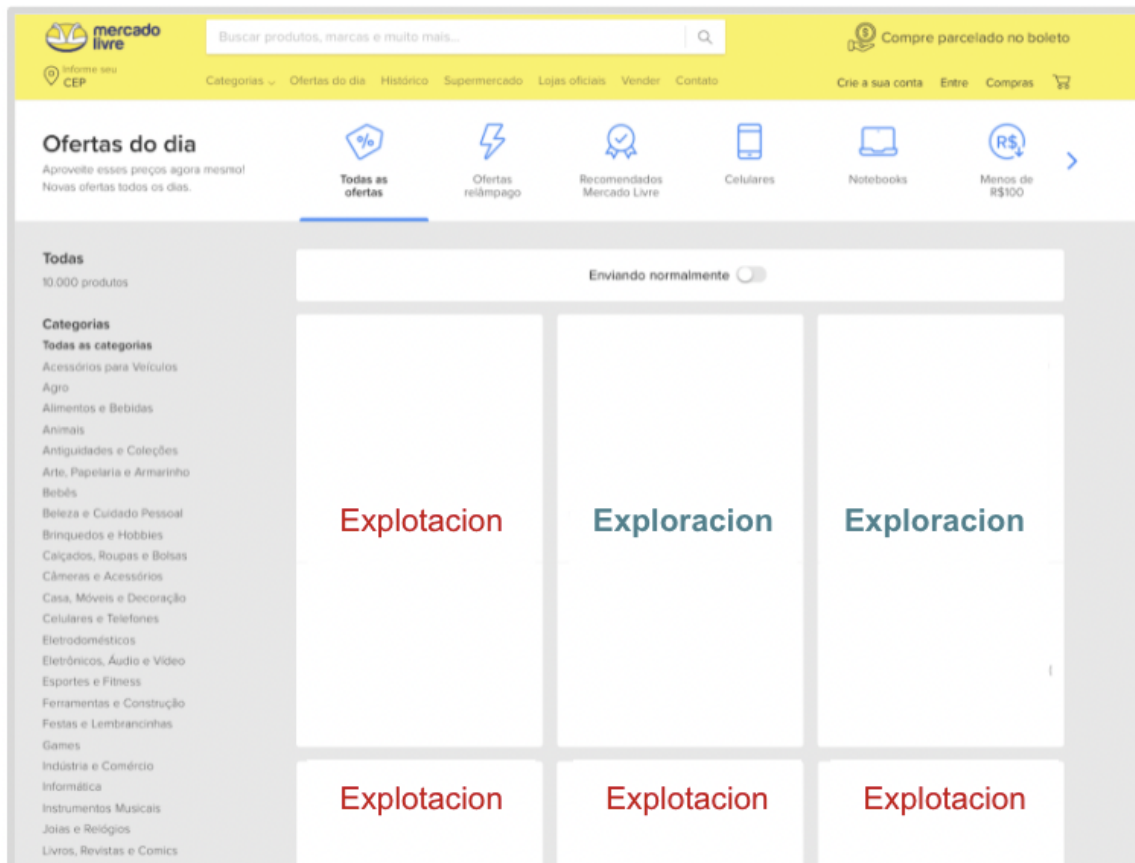 mercado
livre
Buscar produtos, marcas e muito mais...
Compre parcelado no boleto
Informe seu
CEP
Categorias
Ofertas do dia
Histórico
Supermercado
Lojas oficiais
Vender
Contato
Crie a sua conta
Entre
Compras
Ofertas do dia
Aproveite esses preços agora mesmo!
Novas ofertas todos os dias.
%
Todas as
ofertas
Ofertas
relâmpago
Recomendados
Mercado Livre
Celulares
Notebooks
R$
Menos de
R$100
Todas
10.000 produtos
Enviando normalmente
Categorias
Todas as categorias
Acessórios para Veículos
Agro
Alimentos e Bebidas
Animais
Antiguidades e Coleções
Arte, Papelaria e Armarinho
Bebês
Beleza e Cuidado Pessoal
Brinquedos e Hobbies
Calçados, Roupas e Bolsas
Câmeras e Acessórios
Casa, Móveis e Decoração
Celulares e Telefones
Eletrodomésticos
Eletrônicos, Áudio e Vídeo
Esportes e Fitness
Ferramentas e Construção
Festas e Lembrancinhas
Games
Indústria e Comércio
Informática
Instrumentos Musicais
Joias e Relógios
Livros, Revistas e Comics
Explotacion
Exploracion
Exploracion
Explotacion
Explotacion
Explotacion